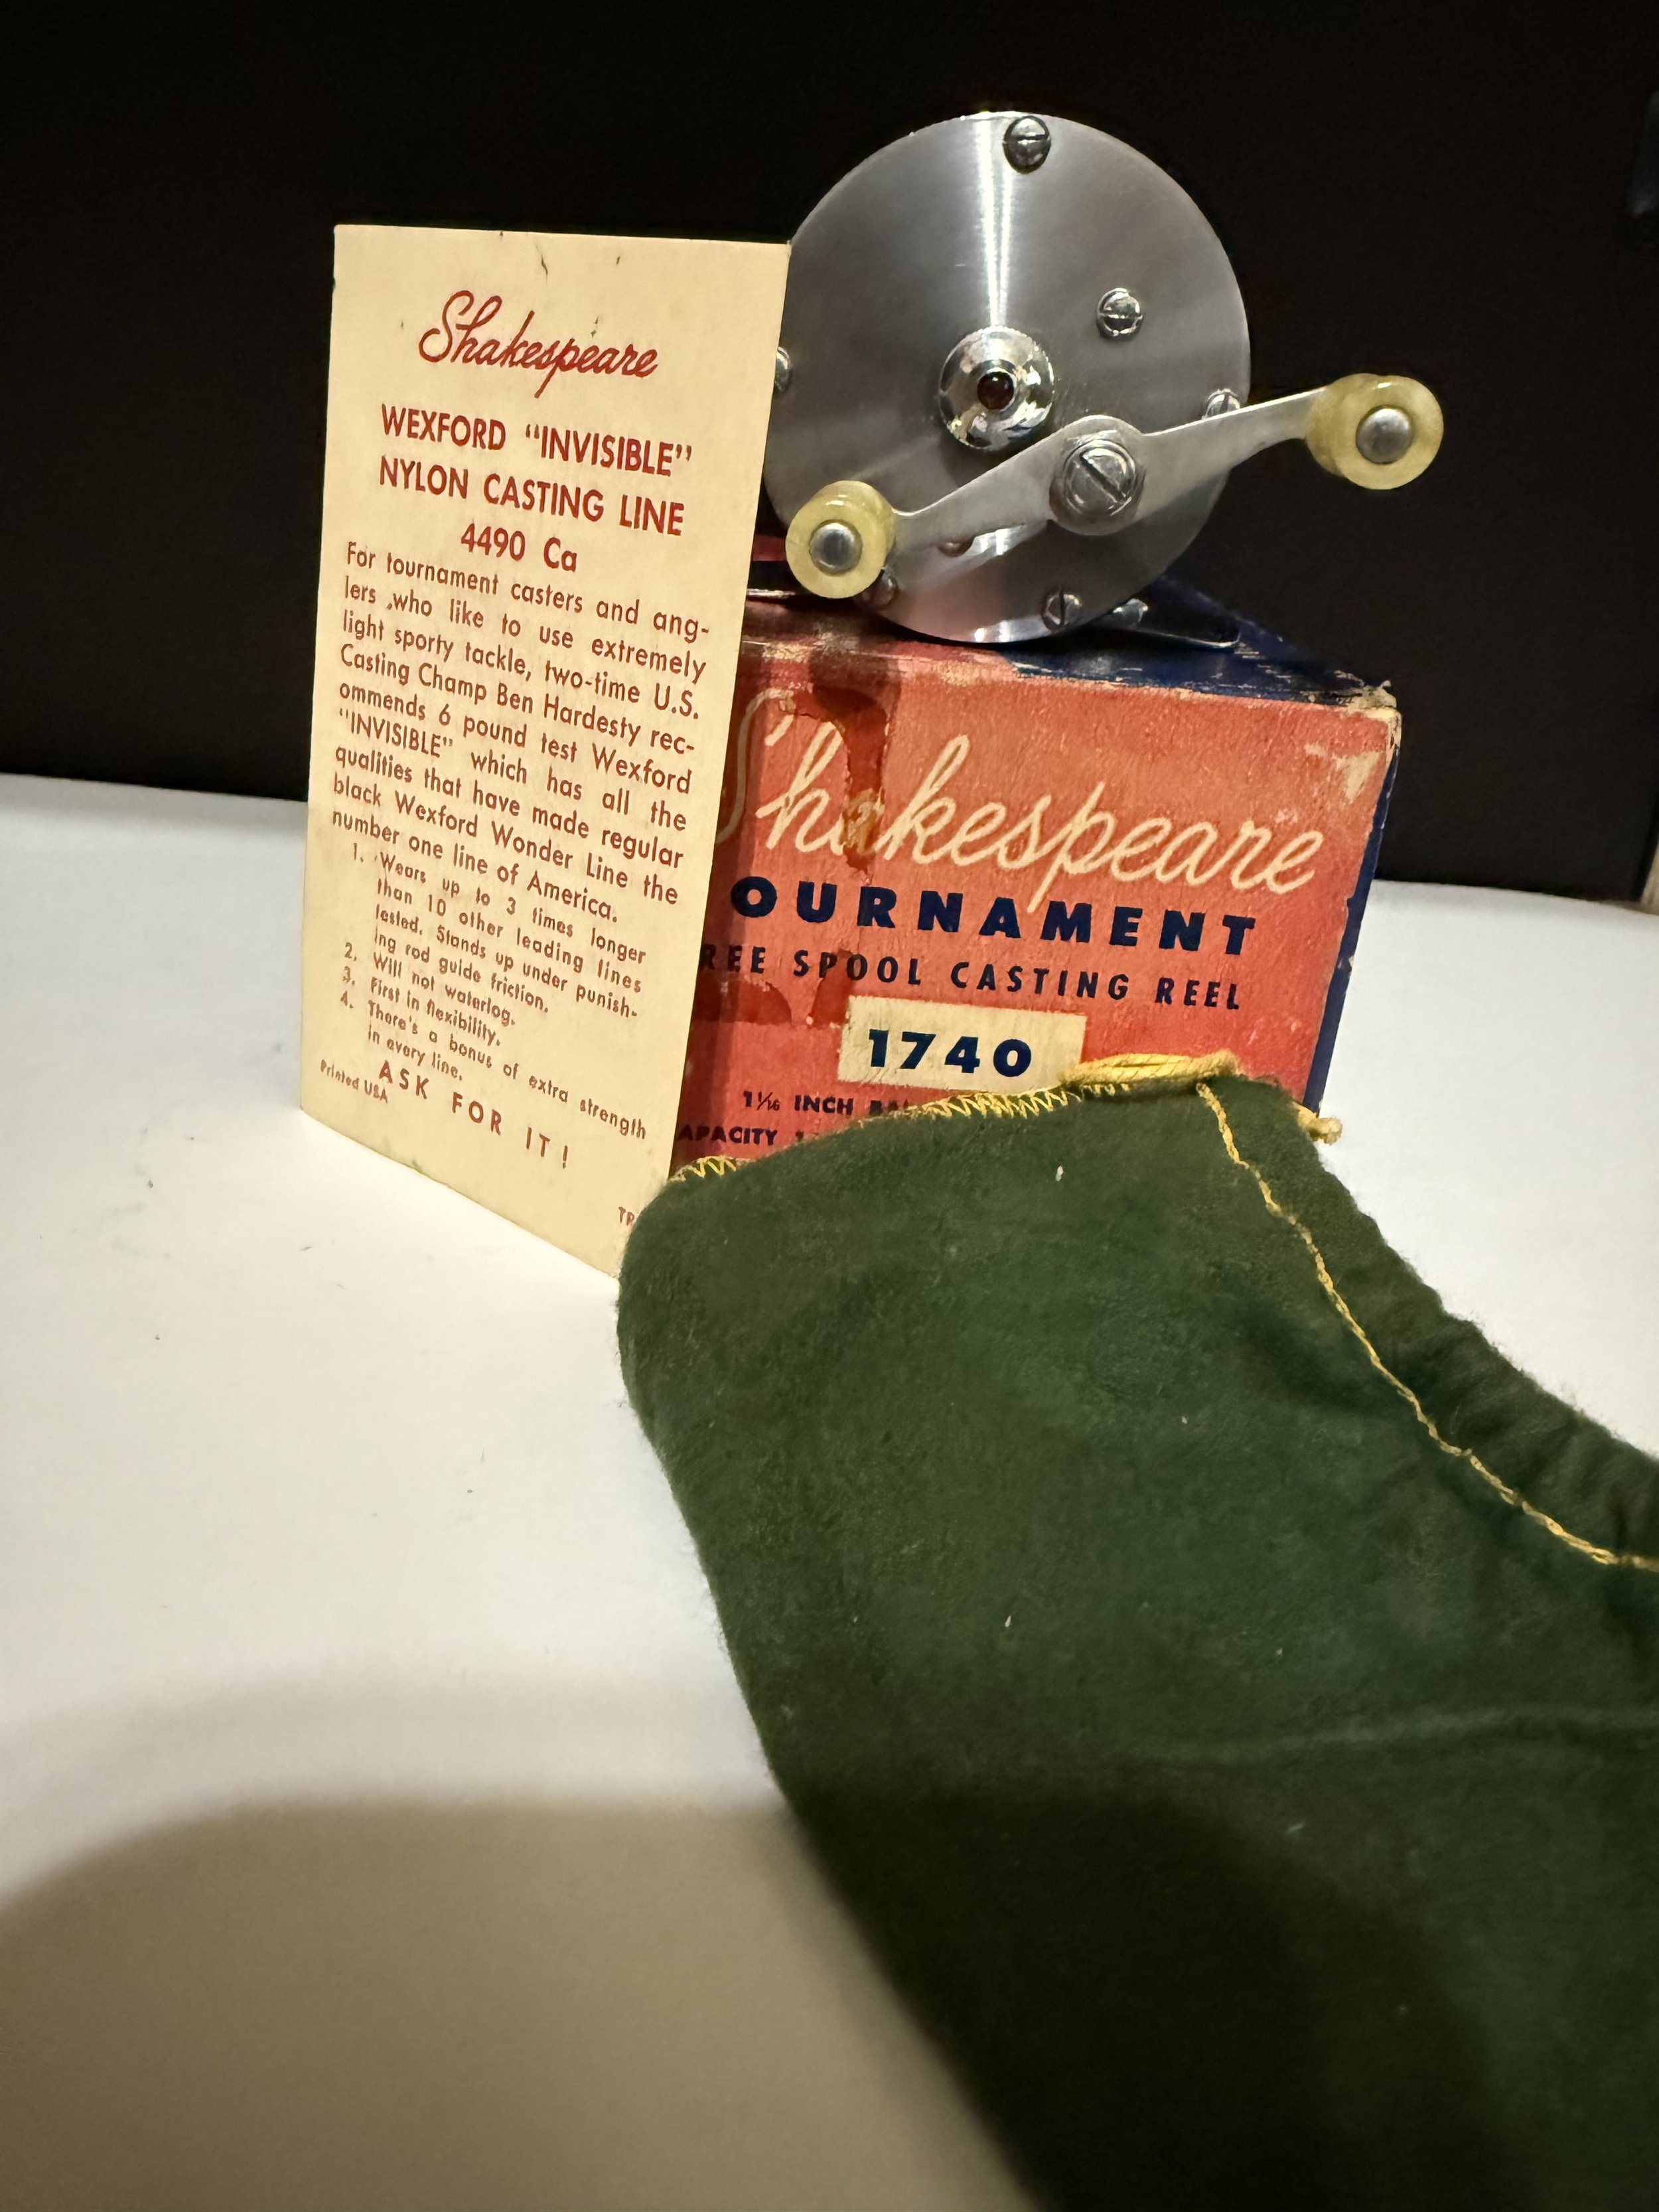 Shakespeare
WEXFORD "INVISIBLE"
NYLON CASTING LINE
4490 Ca
For tournament casters and ang-
lers who like to use extremely
light sporty tackle, two-time U.S.
Casting Champ Ben Hardesty rec-
ommends 6 pound test Wexford
"INVISIBLE" which has all the
qualities that have made regular
black Wexford Wonder Line the
number one line of America.
1. Wears up to 3 times longer
than 10 other leading lines
tested. Stands up under punish-
ing rod guide friction.
2. Will not waterlog.
3. First in flexibility.
4. There's a bonus of extra strength
in every line.
ASK FOR IT!
Printed USA
TR
Shakespeare
OURNAMENT
REE SPOOL CASTING REEL
1740
1 1/16 INCH
APACITY